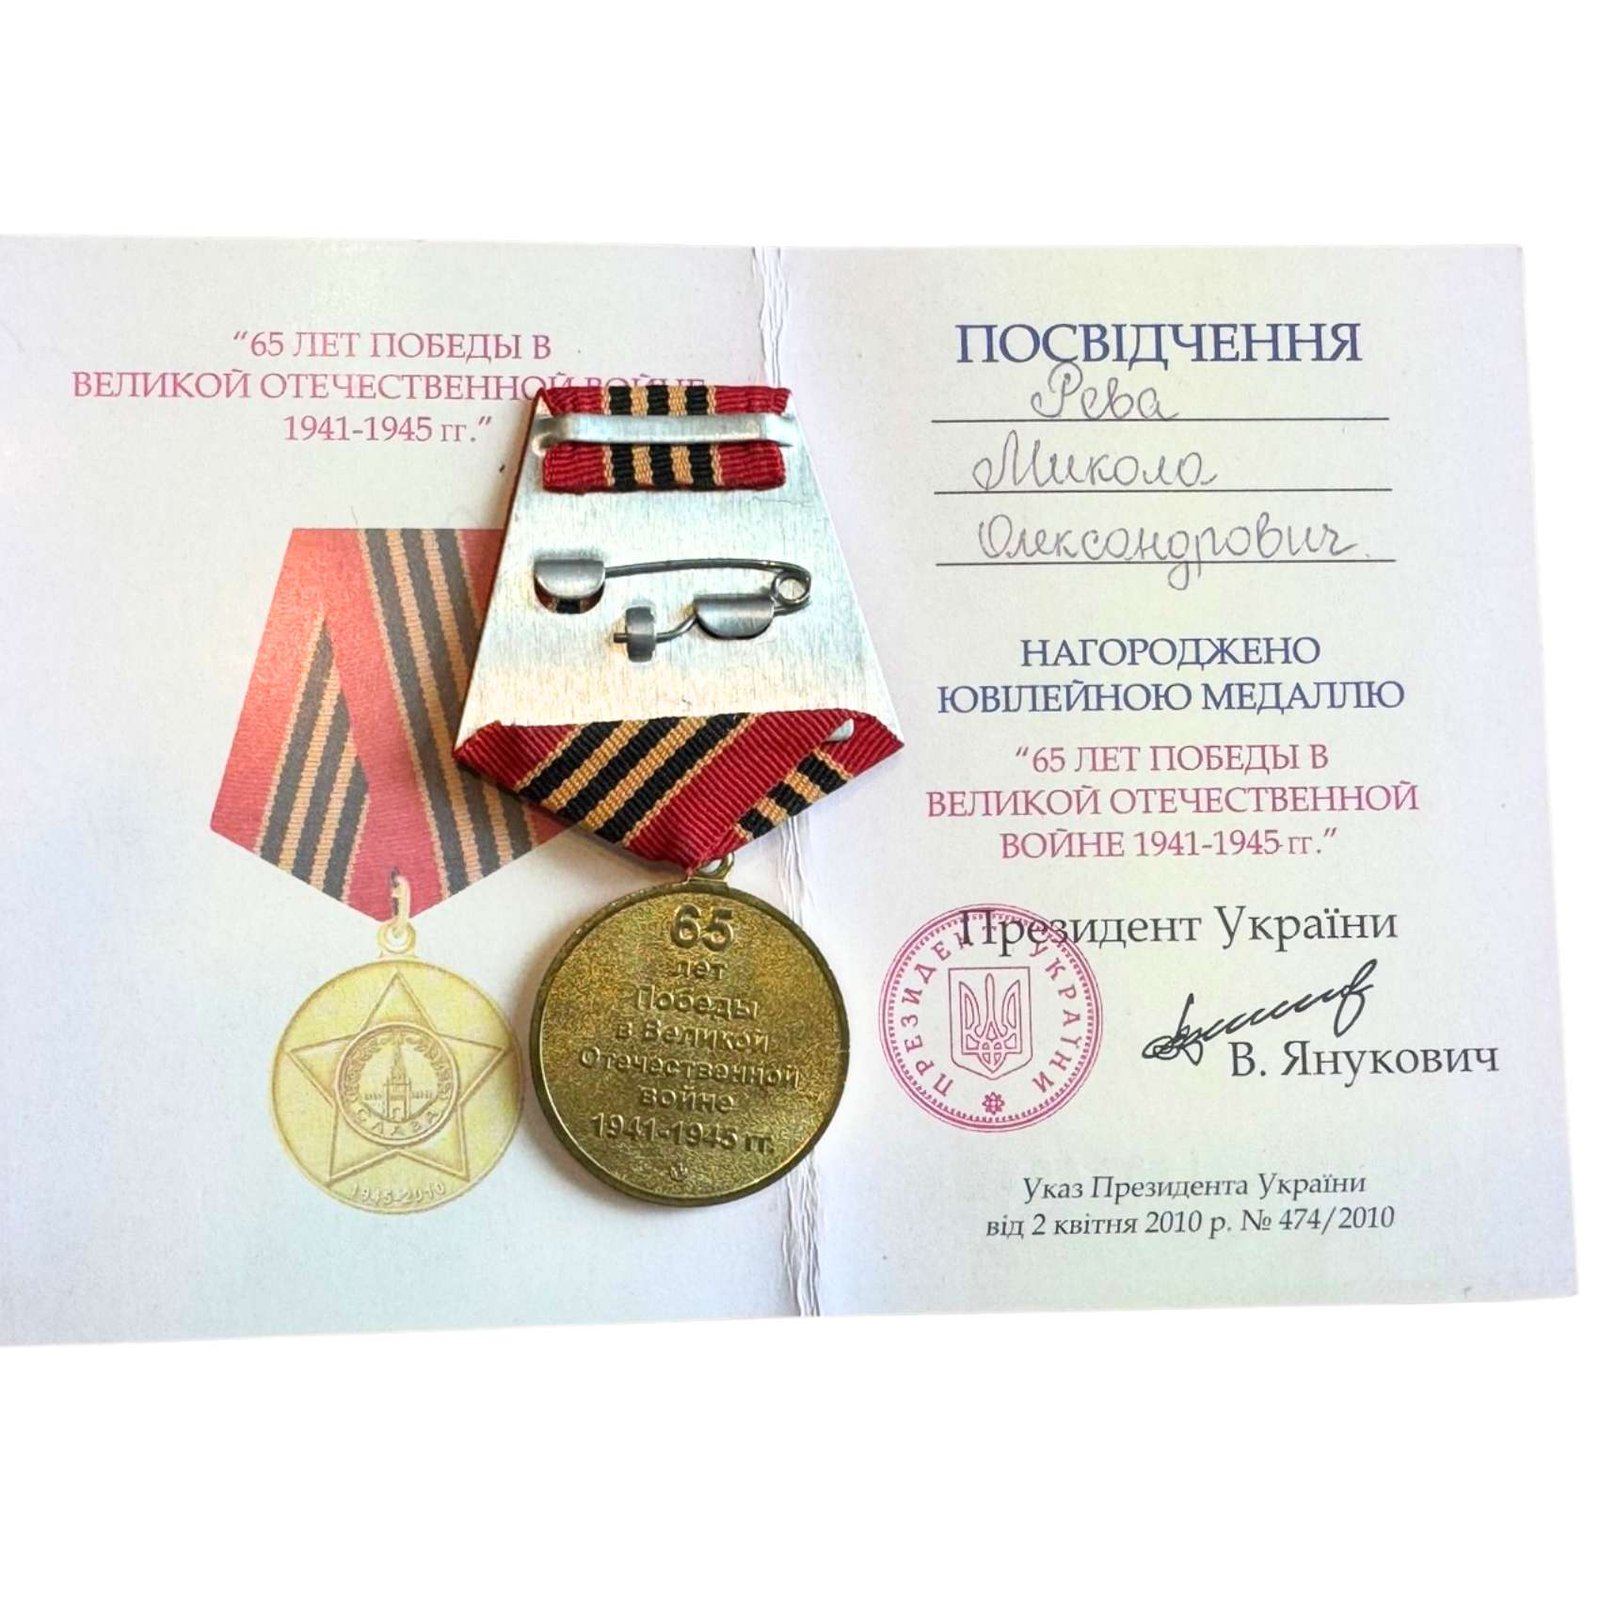 “65 ЛЕТ ПОБЕДЫ В
ВЕЛИКОЙ ОТЕЧЕСТВЕННОЙ ВОЙНЕ
1941-1945 гг.”
СЛАВА
1945-2010
65
лет
Победы
в Великой
Отечественной
войне
1941-1945 гг.
ПОСВІДЧЕННЯ
Рева
Микола
Олександрович.
НАГОРОДЖЕНО
ЮВІЛЕЙНОЮ МЕДАЛЛЮ
“65 ЛЕТ ПОБЕДЫ В
ВЕЛИКОЙ ОТЕЧЕСТВЕННОЙ
ВОЙНЕ 1941-1945 гг.”
Президент України
ПРЕЗИДЕНТ УКРАЇНИ
В. Янукович
Указ Президента України
від 2 квітня 2010 р. № 474/2010